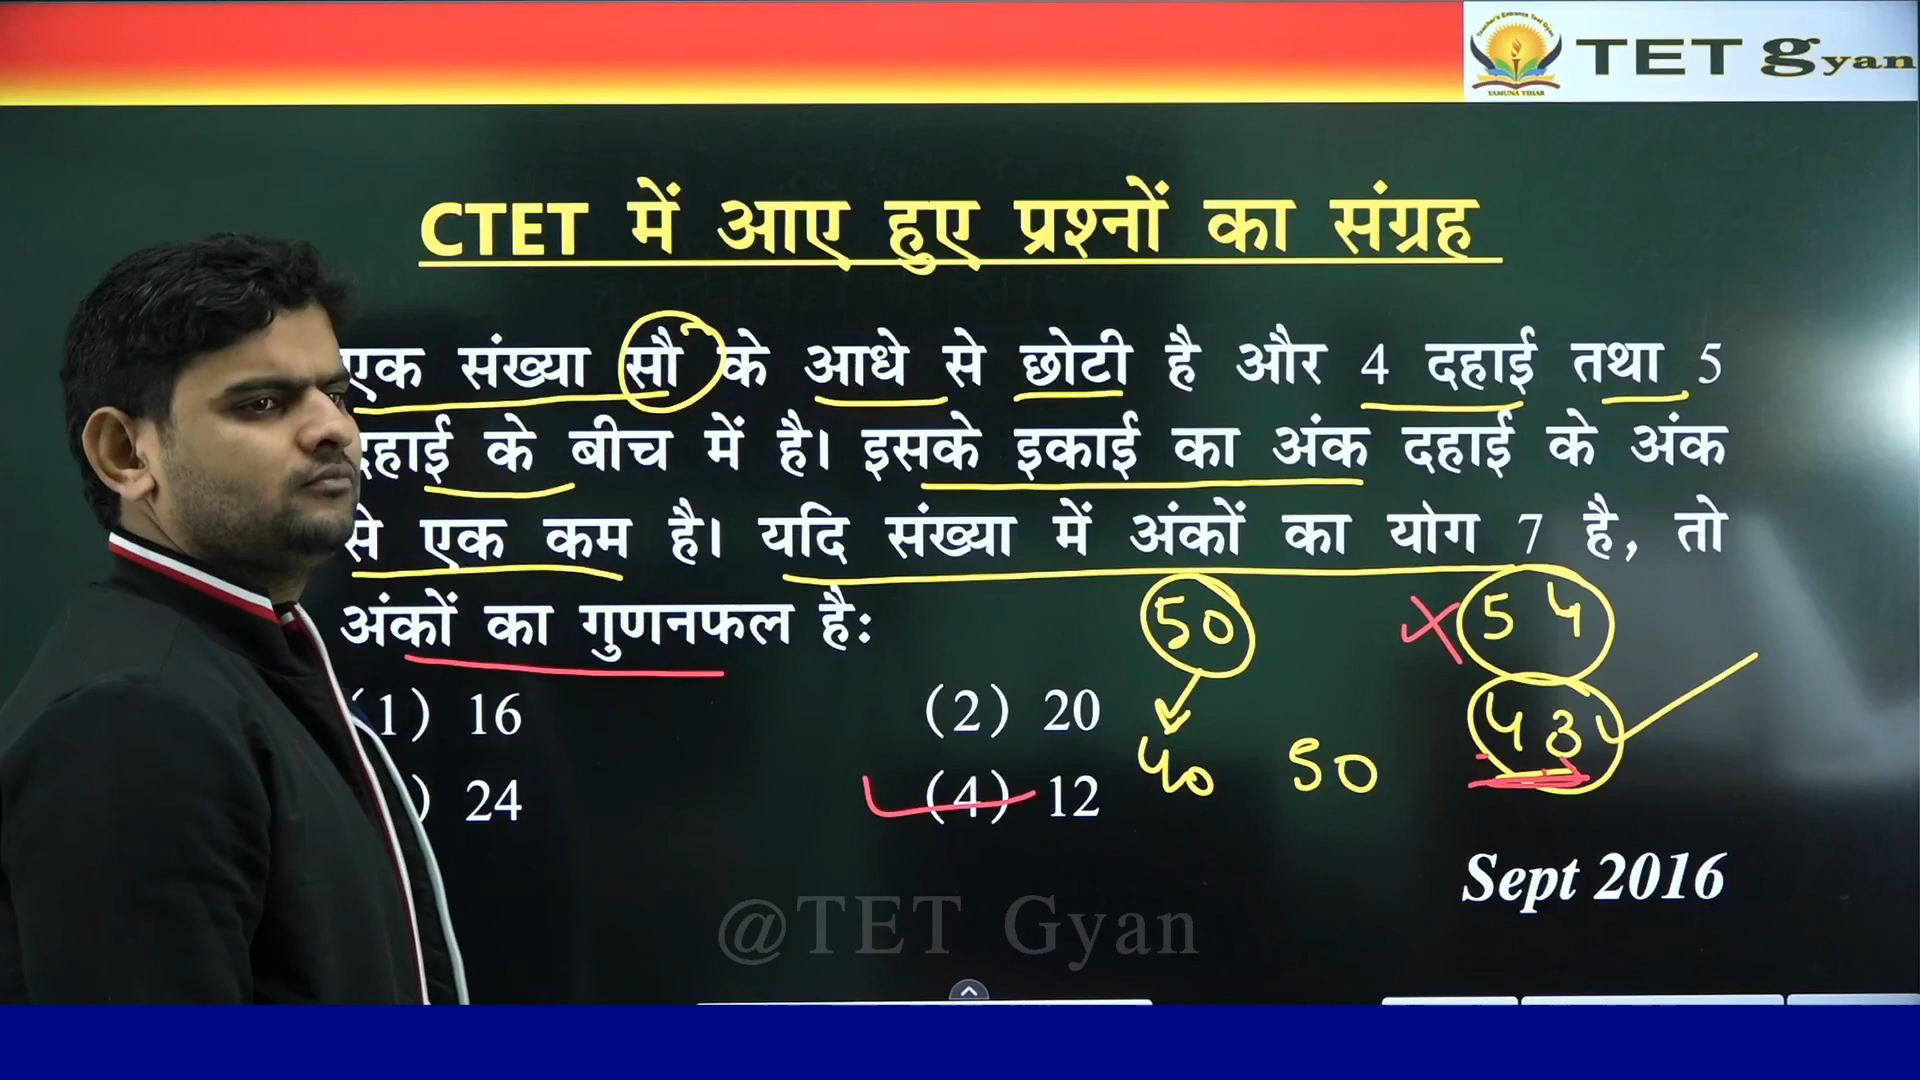 TET Gyan
YAMUNA VIHAR
CTET में आए हुए प्रश्नों का संग्रह
एक संख्या सौ के आधे से छोटी है और 4 दहाई तथा 5
दहाई के बीच में है। इसके इकाई का अंक दहाई के अंक
से एक कम है। यदि संख्या में अंकों का योग 7 है, तो
अंकों का गुणनफल है:
50
54
(1) 16 (2) 20
43
40 50
) 24 (4) 12
Sept 2016
@TET Gyan